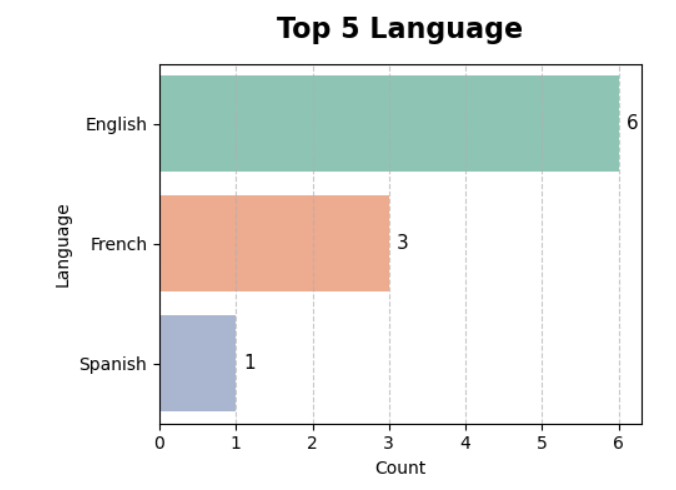 Top 5 Language
English
6
French
3
Spanish
1
Language
0 1 2 3 4 5 6
Count